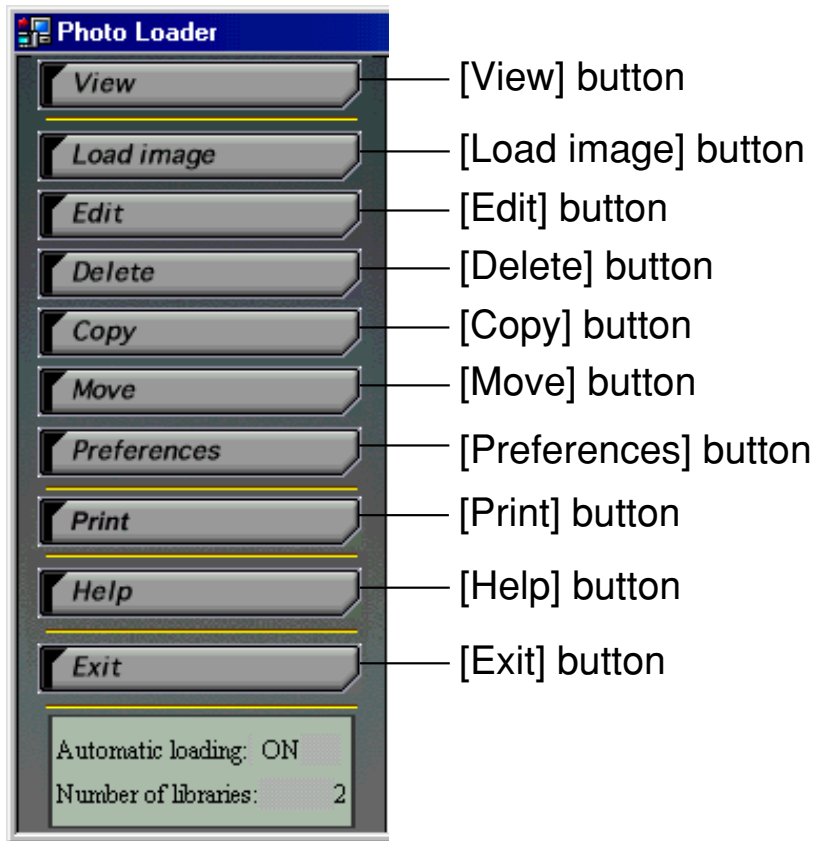 Photo Loader
View [View] button
Load image [Load image] button
Edit [Edit] button
Delete [Delete] button
Copy [Copy] button
Move [Move] button
Preferences [Preferences] button
Print [Print] button
Help [Help] button
Exit [Exit] button
Automatic loading: ON
Number of libraries: 2